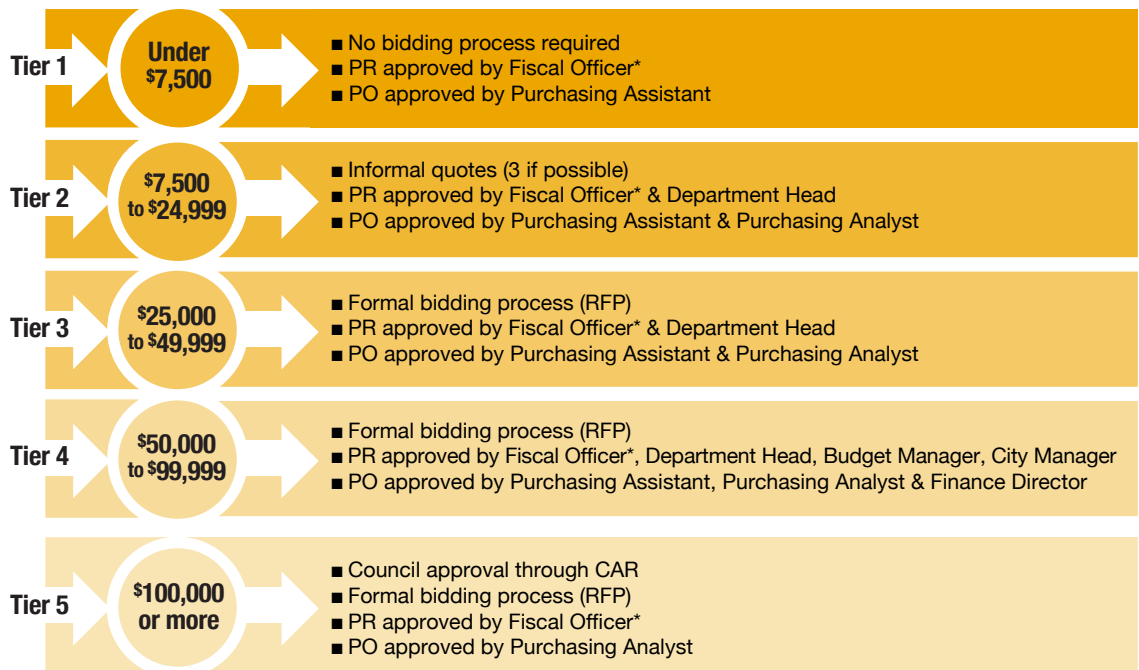 Tier 1
Under
$7,500
■ No bidding process required
■ PR approved by Fiscal Officer*
■ PO approved by Purchasing Assistant
Tier 2
$7,500
to $24,999
■ Informal quotes (3 if possible)
■ PR approved by Fiscal Officer* & Department Head
■ PO approved by Purchasing Assistant & Purchasing Analyst
Tier 3
$25,000
to $49,999
■ Formal bidding process (RFP)
■ PR approved by Fiscal Officer* & Department Head
■ PO approved by Purchasing Assistant & Purchasing Analyst
Tier 4
$50,000
to $99,999
■ Formal bidding process (RFP)
■ PR approved by Fiscal Officer*, Department Head, Budget Manager, City Manager
■ PO approved by Purchasing Assistant, Purchasing Analyst & Finance Director
Tier 5
$100,000
or more
■ Council approval through CAR
■ Formal bidding process (RFP)
■ PR approved by Fiscal Officer*
■ PO approved by Purchasing Analyst